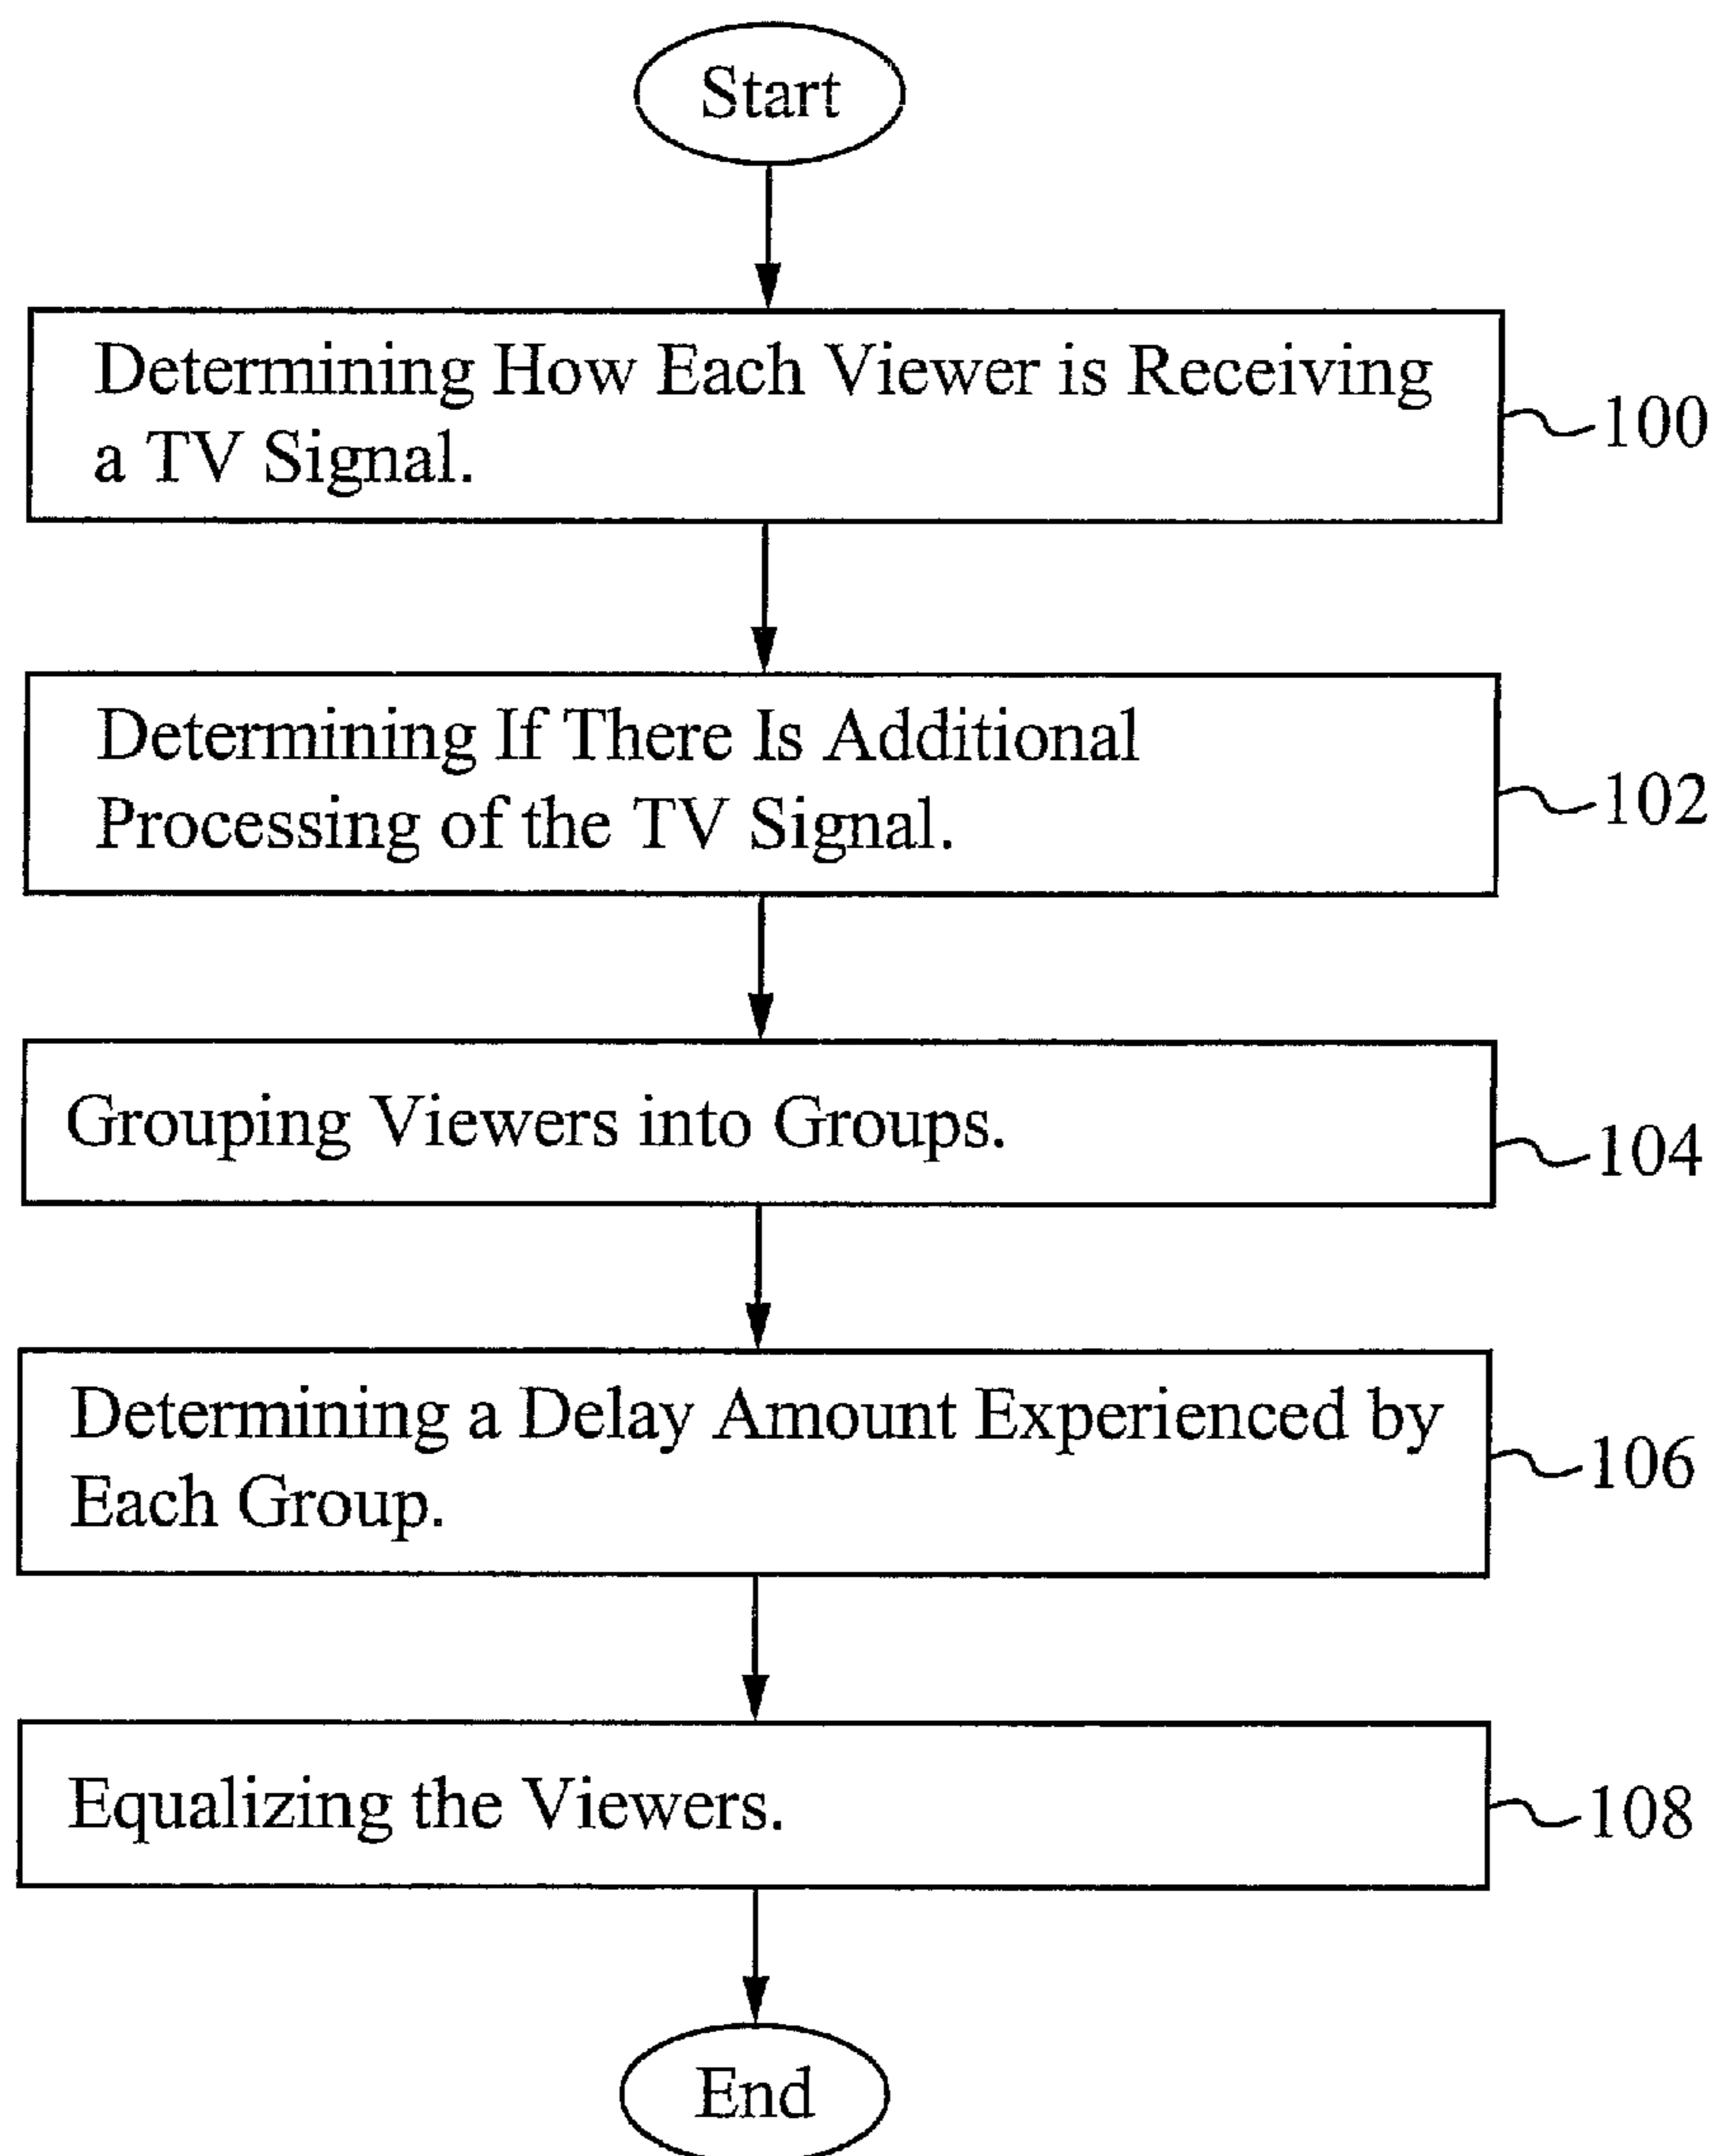 Start
Determining How Each Viewer is Receiving
a TV Signal.
100
Determining If There Is Additional
Processing of the TV Signal.
102
Grouping Viewers into Groups.
104
Determining a Delay Amount Experienced by
Each Group.
106
Equalizing the Viewers.
108
End